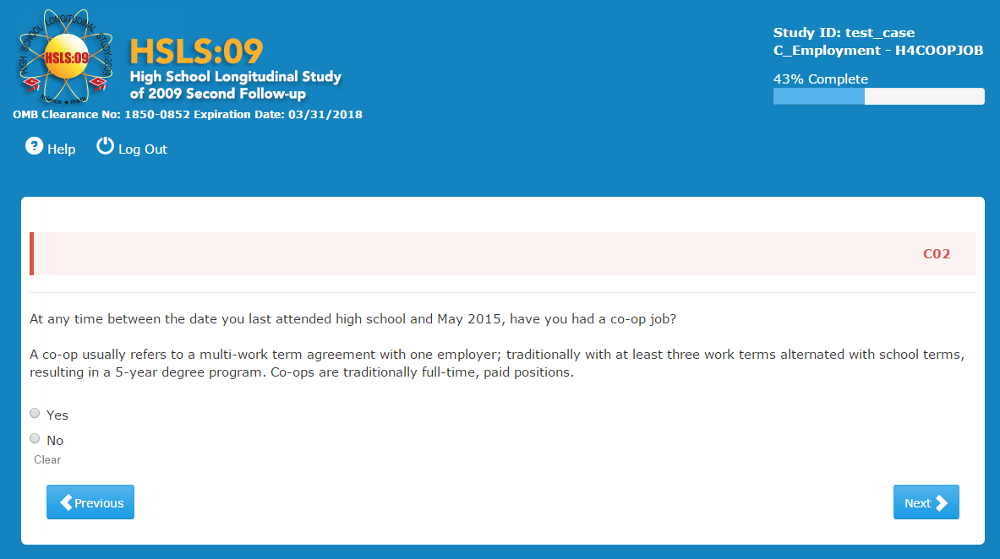 HIGH SCHOOL LONGITUDINAL STUDY:2009
HSLS:09
science ★ math
HSLS:09
High School Longitudinal Study
of 2009 Second Follow-up
OMB Clearance No: 1850-0852 Expiration Date: 03/31/2018
Study ID: test_case
C_Employment - H4COOPJOB
43% Complete
? Help
Log Out
C02
At any time between the date you last attended high school and May 2015, have you had a co-op job?
A co-op usually refers to a multi-work term agreement with one employer; traditionally with at least three work terms alternated with school terms,
resulting in a 5-year degree program. Co-ops are traditionally full-time, paid positions.
Yes
No
Clear
Previous
Next